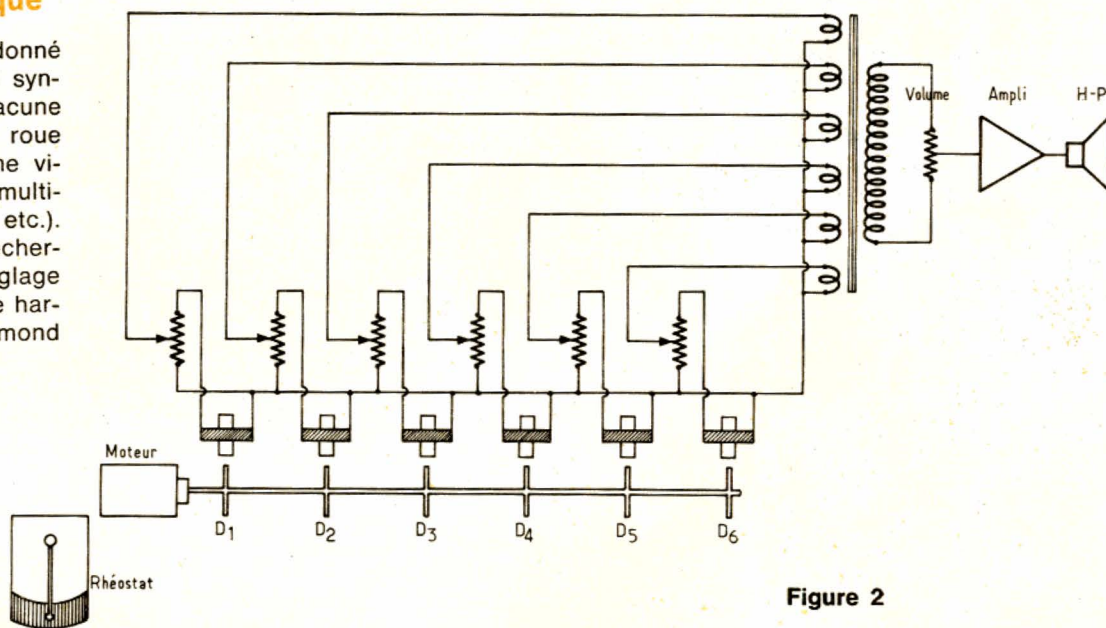 que
donné
syn-
acune
roue
ne vi-
multi-
etc.).
cher-
glage
e har-
mond
Volume Ampli H-P
Moteur
D1 D2 D3 D4 D5 D6
Rhéostat
Figure 2